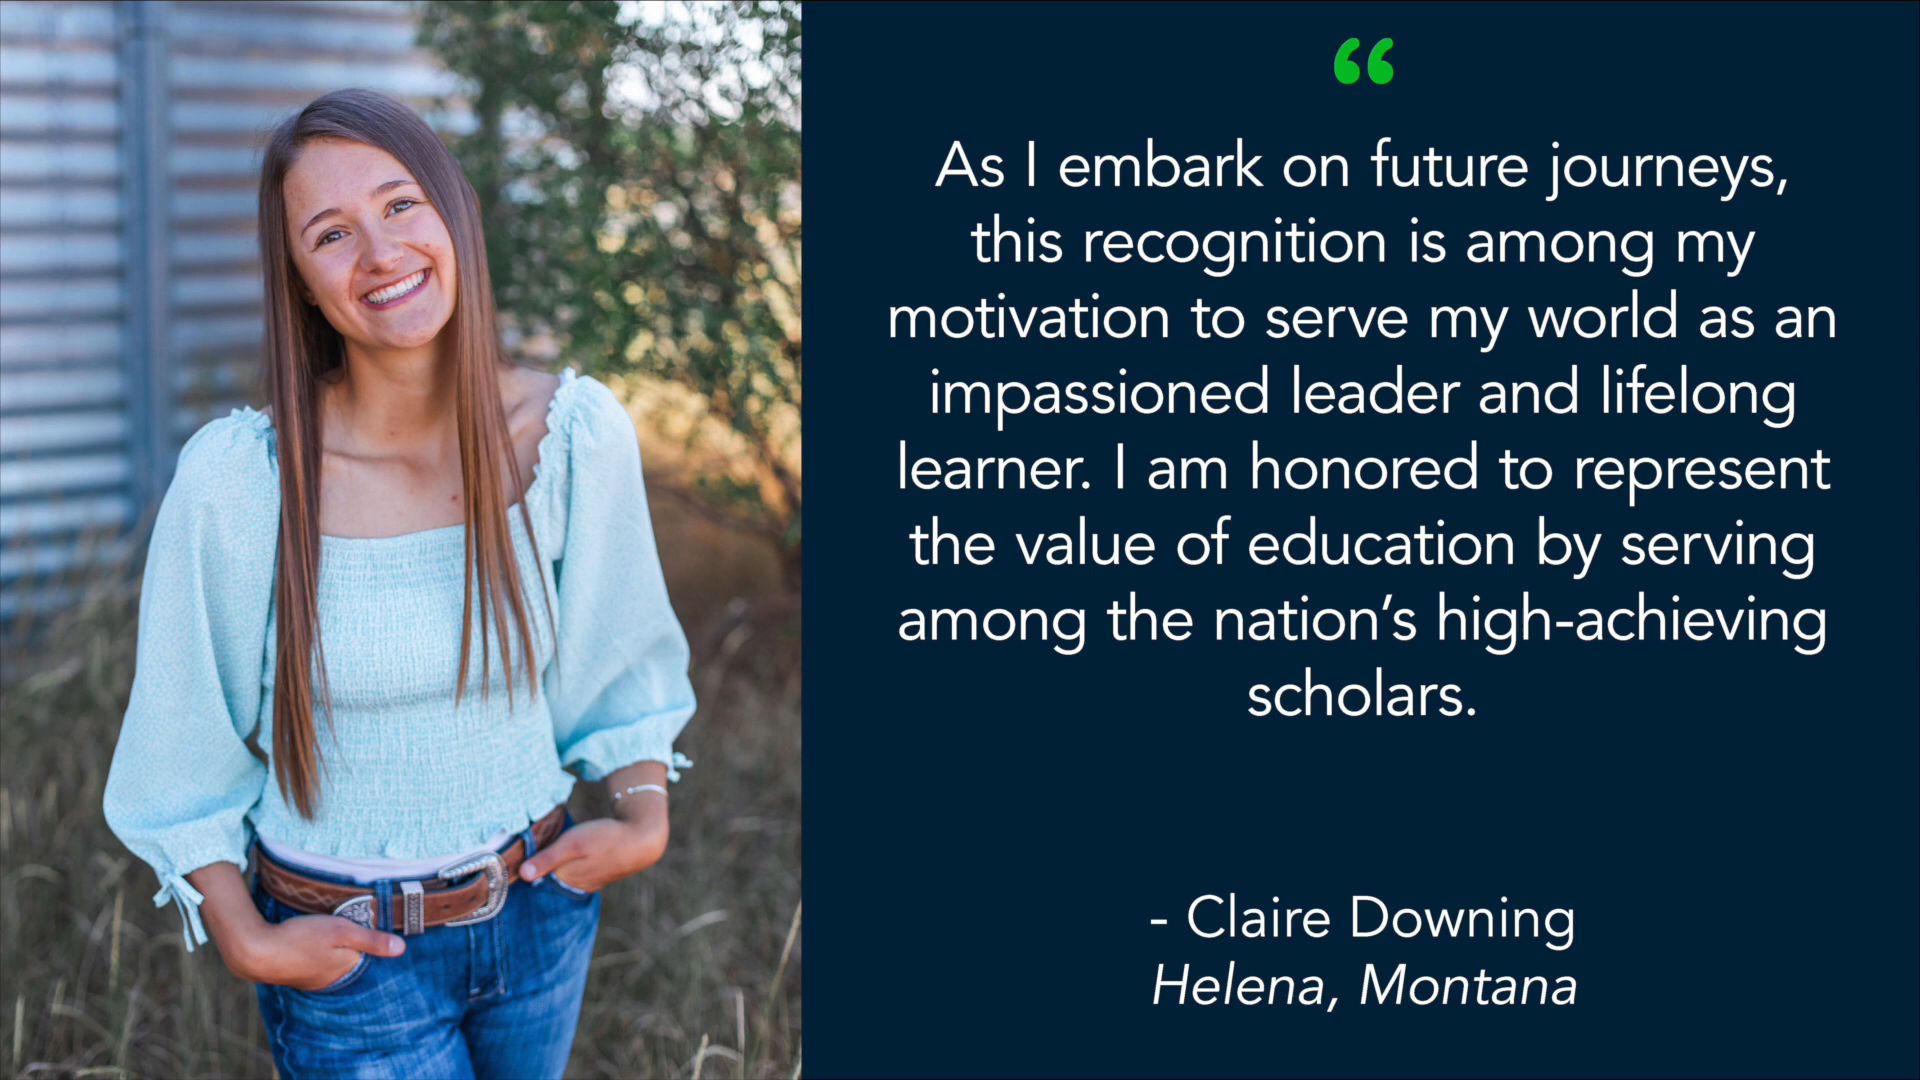 “
As I embark on future journeys,
this recognition is among my
motivation to serve my world as an
impassioned leader and lifelong
learner. I am honored to represent
the value of education by serving
among the nation’s high-achieving
scholars.
- Claire Downing
Helena, Montana